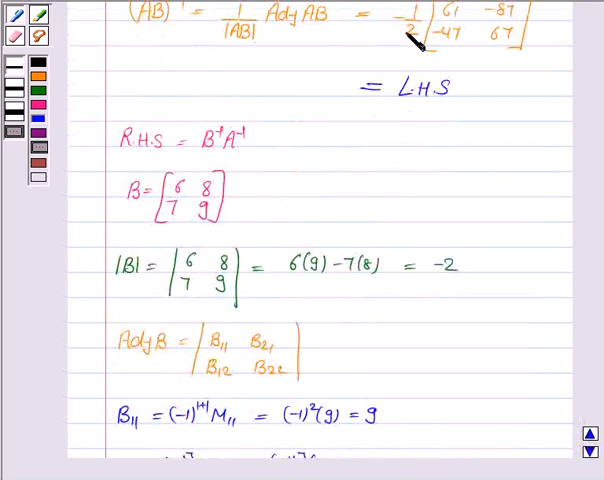 (AB)⁻¹ = 1/|AB| Adj AB = -1/2 [61 -87
-47 67]
= L.H.S
R.H.S = B⁻¹A⁻¹
B = [6 8
7 9]
|B| = |6 8
7 9| = 6(9) - 7(8) = -2
Adj B = |B₁₁ B₂₁
B₁₂ B₂₂|
B₁₁ = (-1)¹⁺¹ M₁₁ = (-1)²(9) = 9